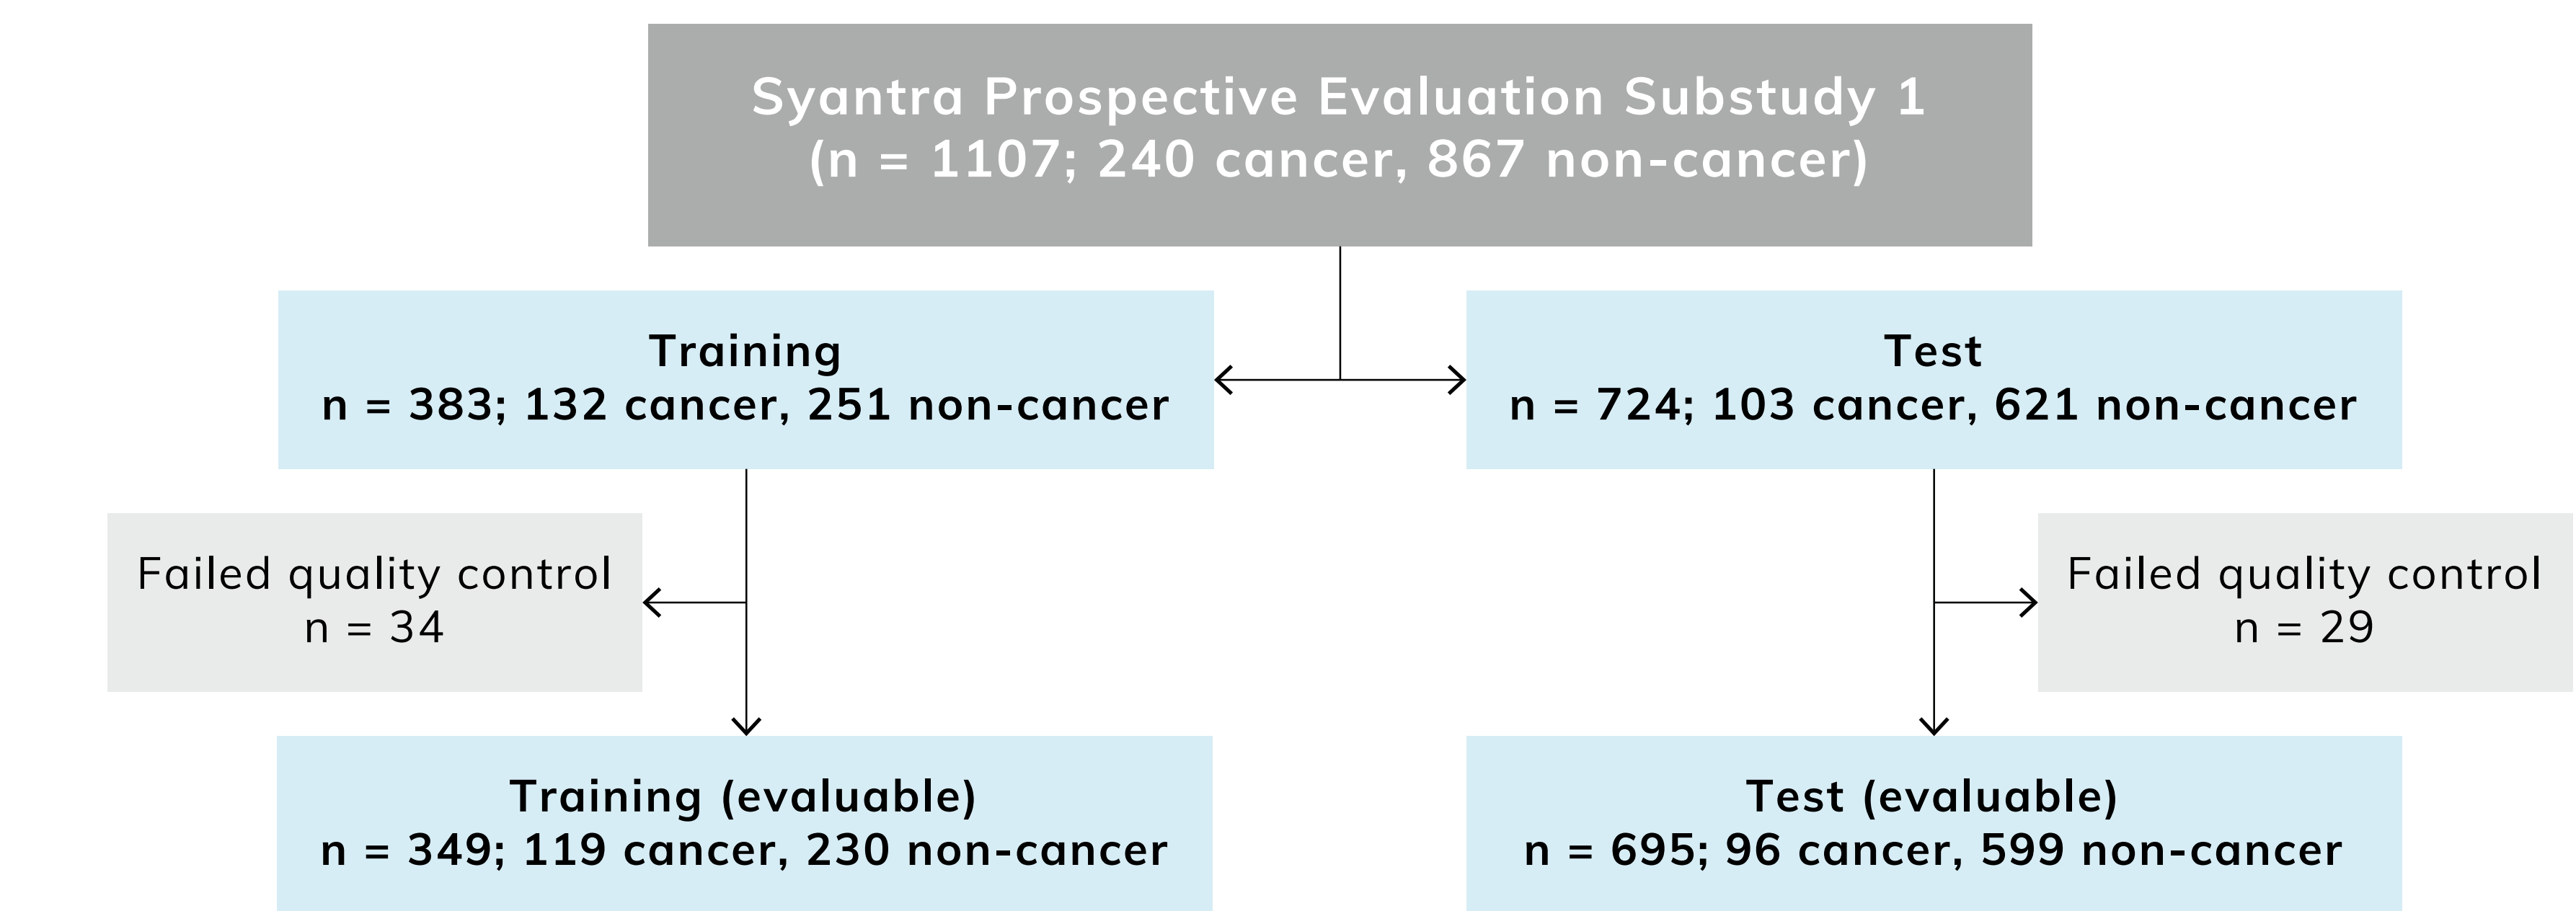 Syantra Prospective Evaluation Substudy 1
(n = 1107; 240 cancer, 867 non-cancer)
Training
n = 383; 132 cancer, 251 non-cancer
Test
n = 724; 103 cancer, 621 non-cancer
Failed quality control
n = 34
Failed quality control
n = 29
Training (evaluable)
n = 349; 119 cancer, 230 non-cancer
Test (evaluable)
n = 695; 96 cancer, 599 non-cancer